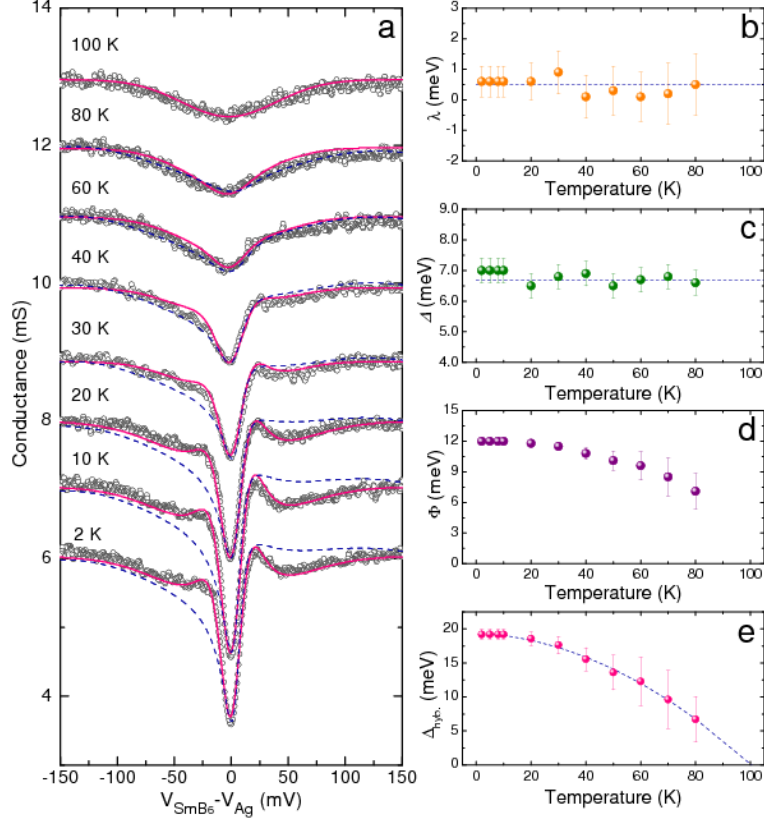 a
14
12
10
8
6
4
Conductance (mS)
100 K
80 K
60 K
40 K
30 K
20 K
10 K
2 K
-150 -100 -50 0 50 100 150
V_SmB₆-V_Ag (mV)
b
3
2
1
0
-1
-2
λ (meV)
0 20 40 60 80 100
Temperature (K)
c
9.0
8.0
7.0
6.0
5.0
4.0
Δ (meV)
0 20 40 60 80 100
Temperature (K)
d
15
12
9
6
3
0
Φ (meV)
0 20 40 60 80 100
Temperature (K)
e
20
15
10
5
0
Δ_hyb. (meV)
0 20 40 60 80 100
Temperature (K)